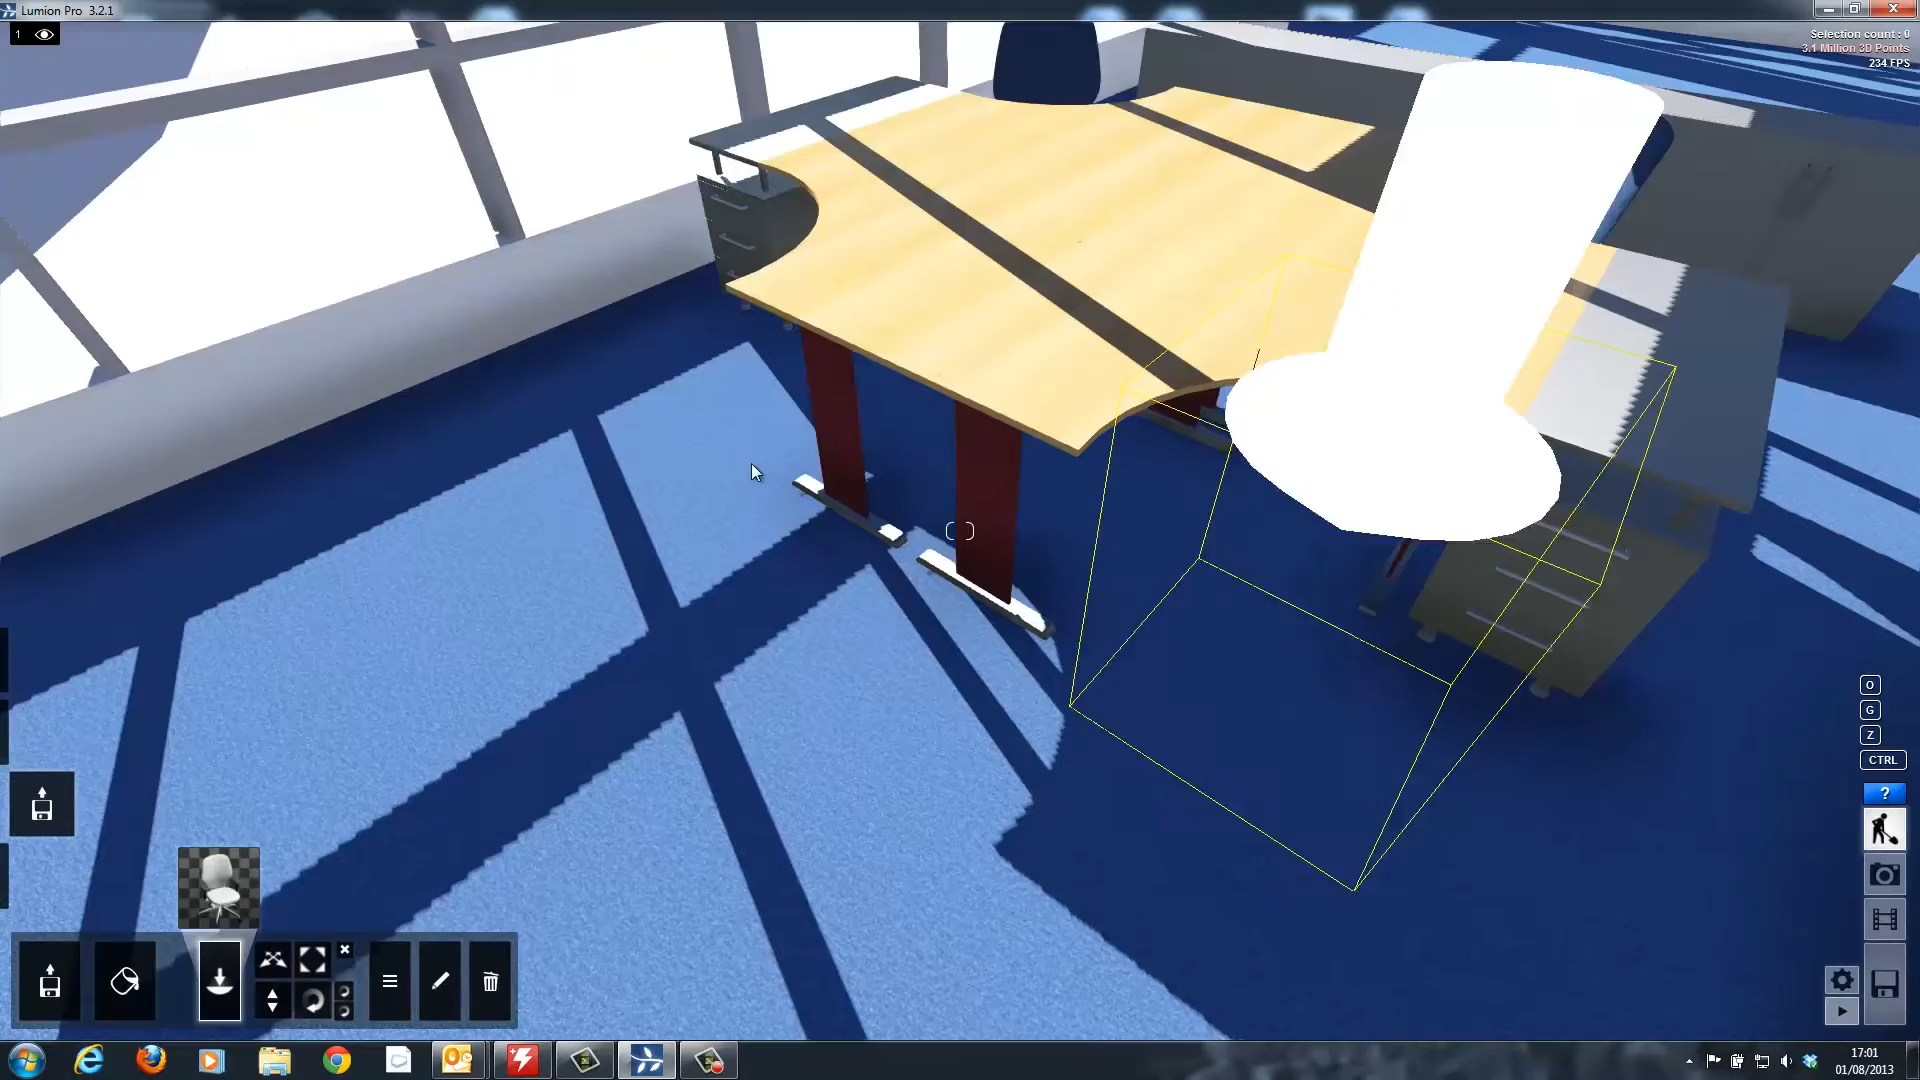 Lumion Pro 3.2.1
1
Selection count : 0
3.1 Million 3D Points
234 FPS
O
G
Z
CTRL
?
17:01
01/08/2013